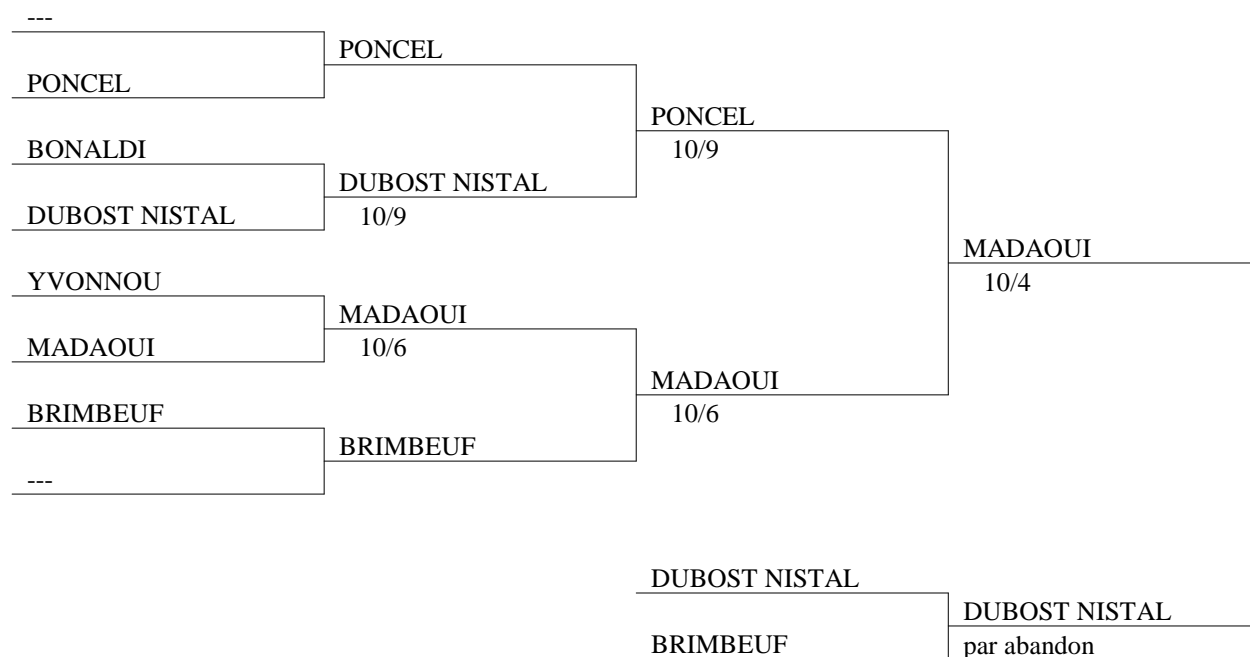 ---
PONCEL
PONCEL
BONALDI
PONCEL
10/9
DUBOST NISTAL
DUBOST NISTAL
10/9
YVONNOU
MADAOUI
10/4
MADAOUI
MADAOUI
10/6
BRIMBEUF
MADAOUI
10/6
BRIMBEUF
---
DUBOST NISTAL
DUBOST NISTAL
BRIMBEUF
par abandon